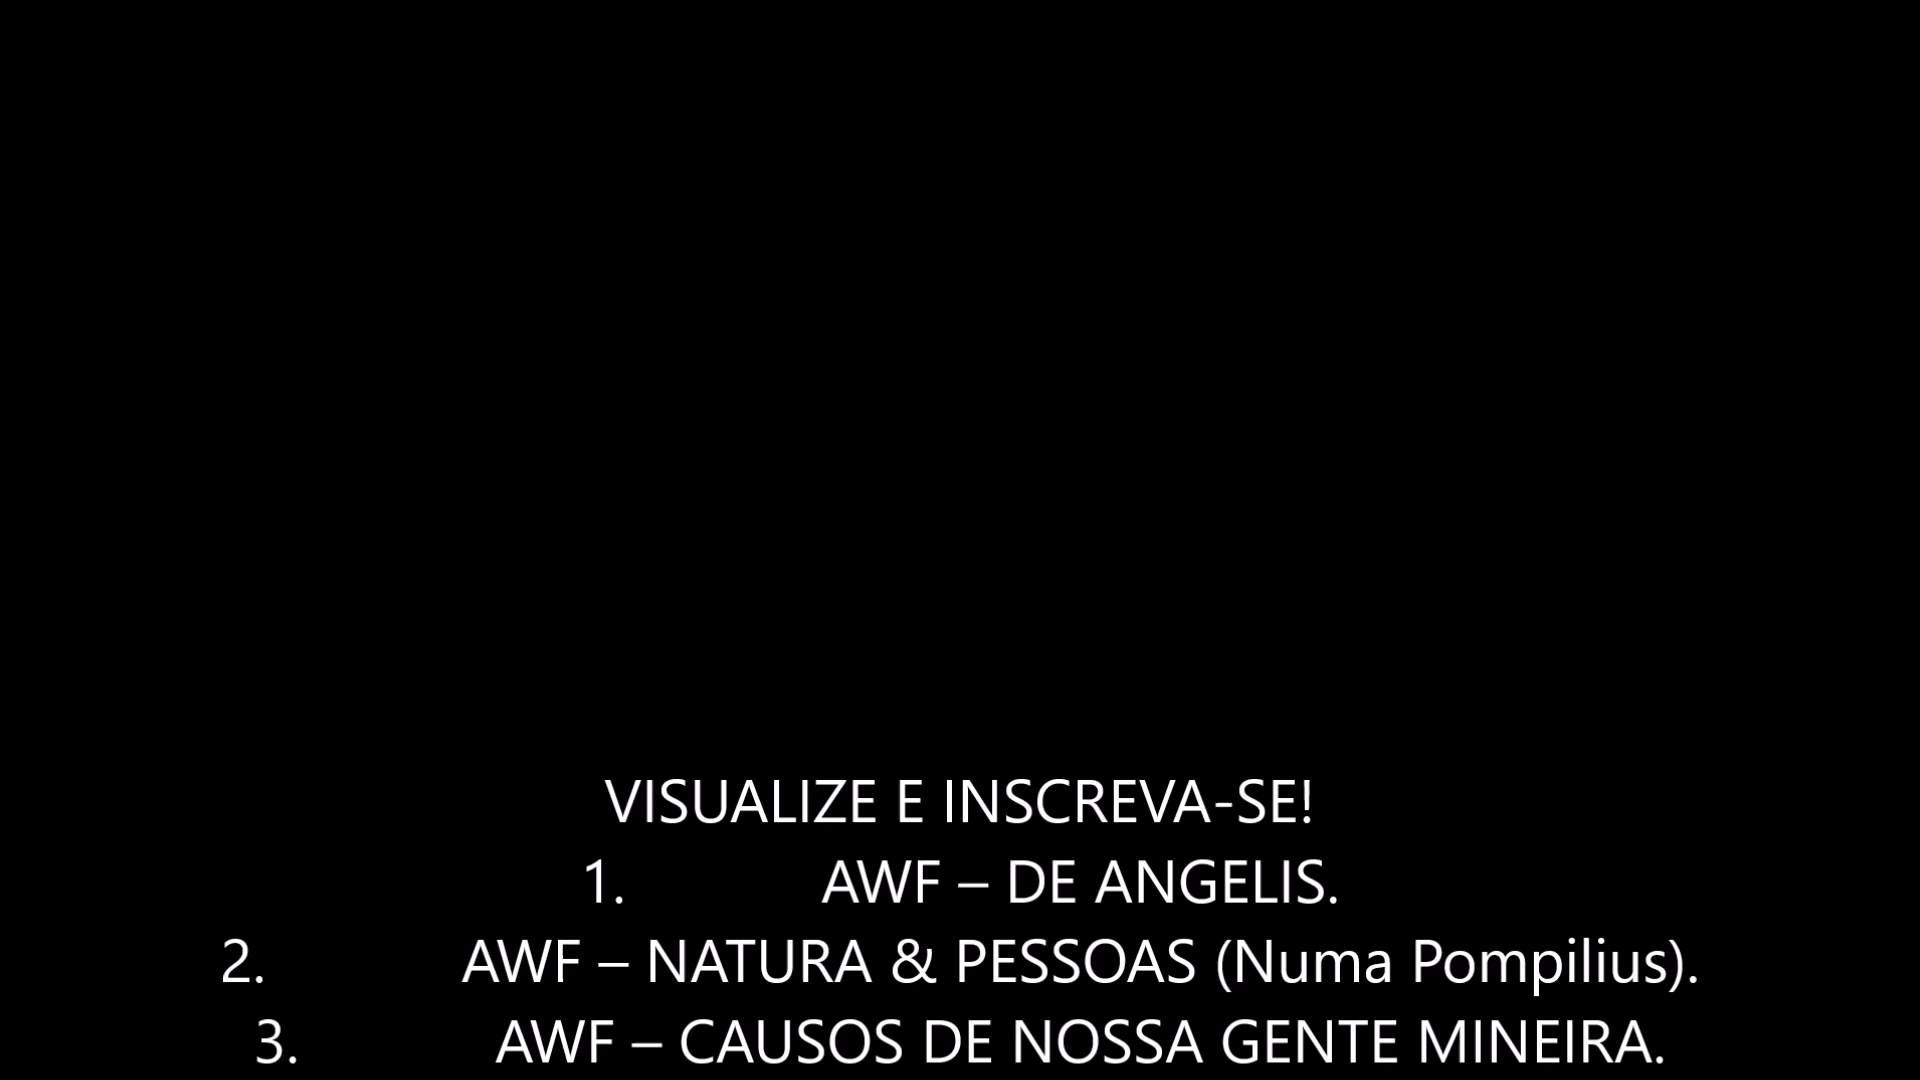 VISUALIZE E INSCREVA-SE!
1. AWF – DE ANGELIS.
2. AWF – NATURA & PESSOAS (Numa Pompilius).
3. AWF – CAUSOS DE NOSSA GENTE MINEIRA.